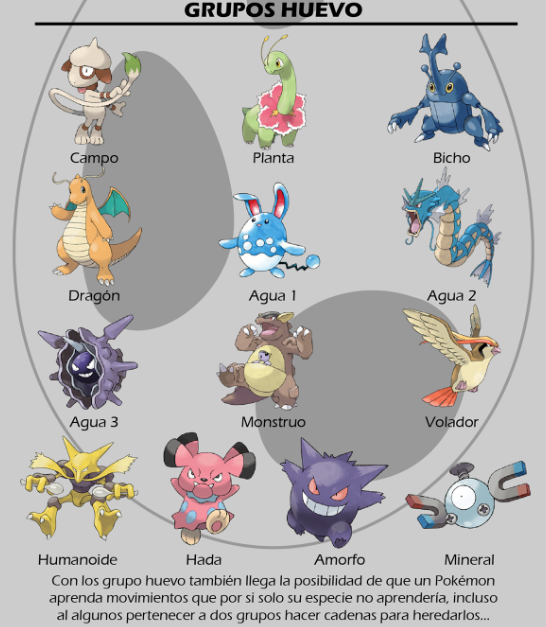 GRUPOS HUEVO
Campo
Planta
Bicho
Dragón
Agua 1
Agua 2
Agua 3
Monstruo
Volador
Humanoide
Hada
Amorfo
Mineral
Con los grupo huevo también llega la posibilidad de que un Pokémon
aprenda movimientos que por si solo su especie no aprendería, incluso
al algunos pertenecer a dos grupos hacer cadenas para heredarlos...